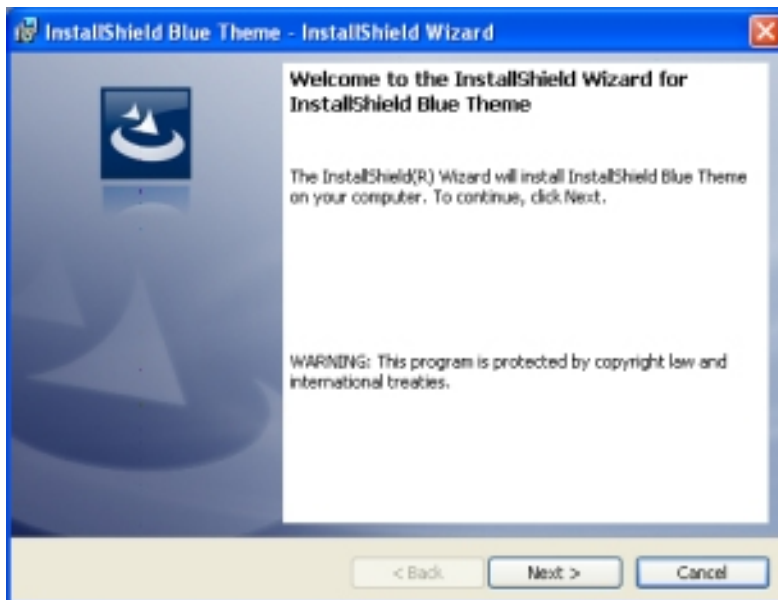 InstallShield Blue Theme - InstallShield Wizard
Welcome to the InstallShield Wizard for
InstallShield Blue Theme
The InstallShield(R) Wizard will install InstallShield Blue Theme
on your computer. To continue, click Next.
WARNING: This program is protected by copyright law and
international treaties.
< Back
Next >
Cancel